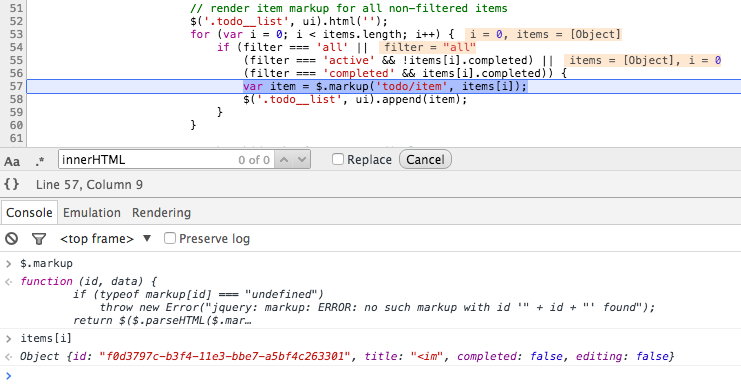 51 // render item markup for all non-filtered items
52 $('.todo__list', ui).html('');
53 for (var i = 0; i < items.length; i++) { i = 0, items = [Object]
54 if (filter === 'all' || filter = "all"
55 (filter === 'active' && !items[i].completed) || items = [Object], i = 0
56 (filter === 'completed' && items[i].completed)) {
57 var item = $.markup('todo/item', items[i]);
58 $('.todo__list', ui).append(item);
59 }
60 }
61
Aa .* innerHTML 0 of 0 Replace Cancel
{} Line 57, Column 9
Console Emulation Rendering
<top frame> ▼ Preserve log
> $.markup
function (id, data) {
if (typeof markup[id] === "undefined")
throw new Error("jquery: markup: ERROR: no such markup with id '" + id + "' found");
return $($.parseHTML($.mar…
> items[i]
Object {id: "f0d3797c-b3f4-11e3-bbe7-a5bf4c263301", title: "<im", completed: false, editing: false}
>